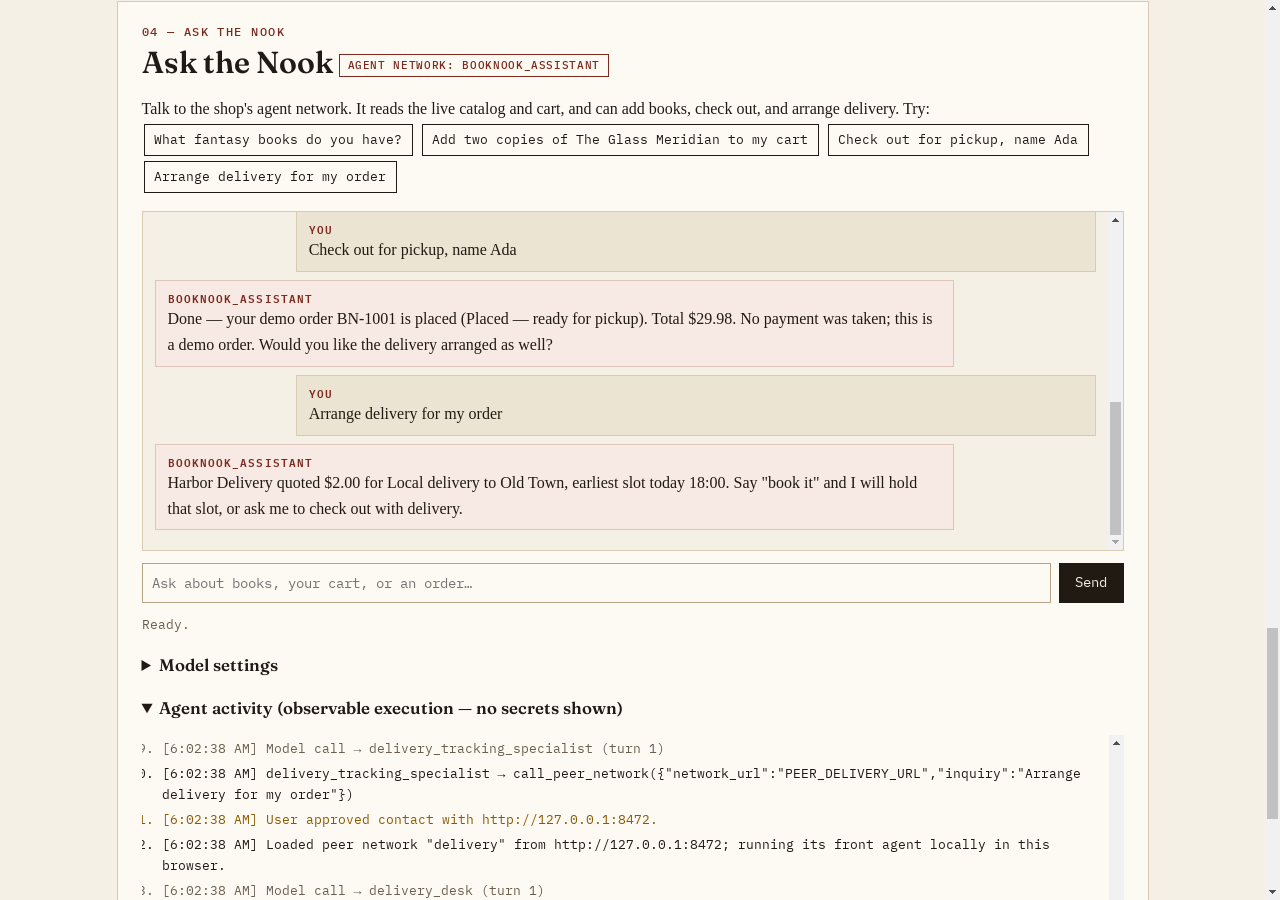 04 — ASK THE NOOK
Ask the Nook AGENT NETWORK: BOOKNOOK_ASSISTANT
Talk to the shop's agent network. It reads the live catalog and cart, and can add books, check out, and arrange delivery. Try:
What fantasy books do you have? Add two copies of The Glass Meridian to my cart Check out for pickup, name Ada
Arrange delivery for my order
YOU
Check out for pickup, name Ada
BOOKNOOK_ASSISTANT
Done — your demo order BN-1001 is placed (Placed — ready for pickup). Total $29.98. No payment was taken; this is
a demo order. Would you like the delivery arranged as well?
YOU
Arrange delivery for my order
BOOKNOOK_ASSISTANT
Harbor Delivery quoted $2.00 for Local delivery to Old Town, earliest slot today 18:00. Say "book it" and I will hold
that slot, or ask me to check out with delivery.
Ask about books, your cart, or an order… Send
Ready.
Model settings
Agent activity (observable execution — no secrets shown)
9. [6:02:38 AM] Model call → delivery_tracking_specialist (turn 1)
0. [6:02:38 AM] delivery_tracking_specialist → call_peer_network({"network_url":"PEER_DELIVERY_URL","inquiry":"Arrange
delivery for my order"})
1. [6:02:38 AM] User approved contact with http://127.0.0.1:8472.
2. [6:02:38 AM] Loaded peer network "delivery" from http://127.0.0.1:8472; running its front agent locally in this
browser.
3. [6:02:38 AM] Model call → delivery_desk (turn 1)